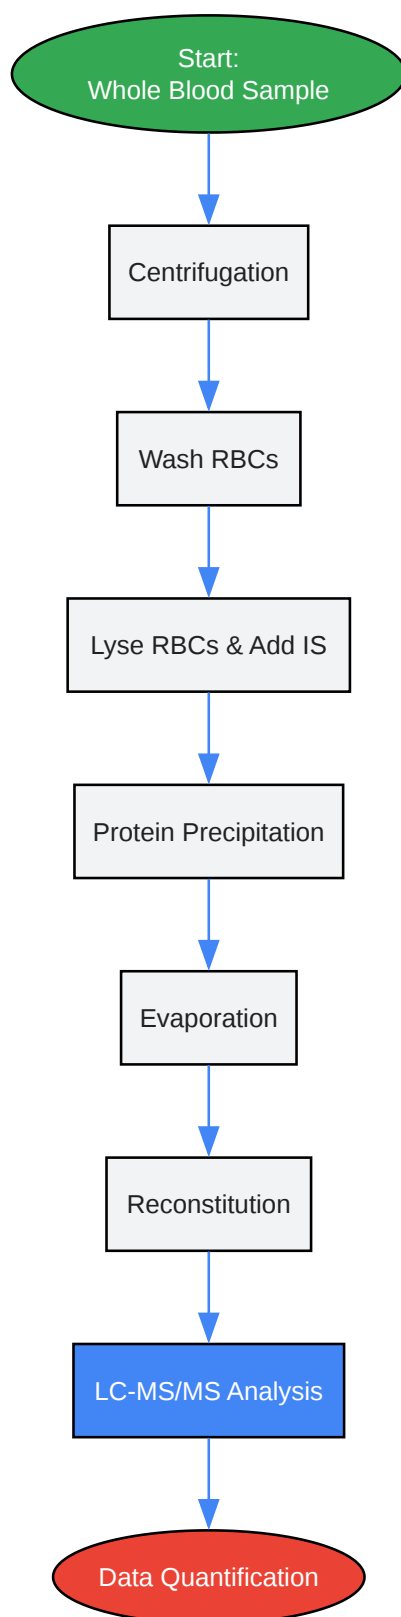 Start:
Whole Blood Sample
Centrifugation
Wash RBCs
Lyse RBCs & Add IS
Protein Precipitation
Evaporation
Reconstitution
LC-MS/MS Analysis
Data Quantification